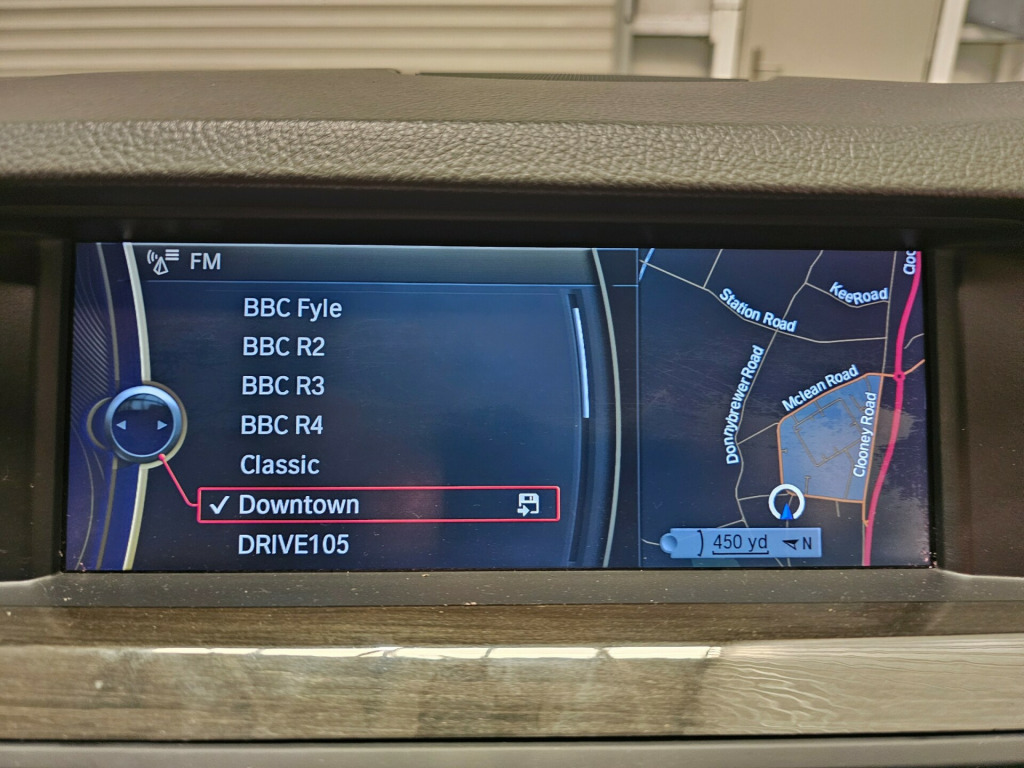 FM
BBC Fyle
BBC R2
BBC R3
BBC R4
Classic
Downtown
DRIVE105
Station Road
KeeRoad
Donnybrewer Road
Mclean Road
Clooney Road
Cloo
450 yd
N